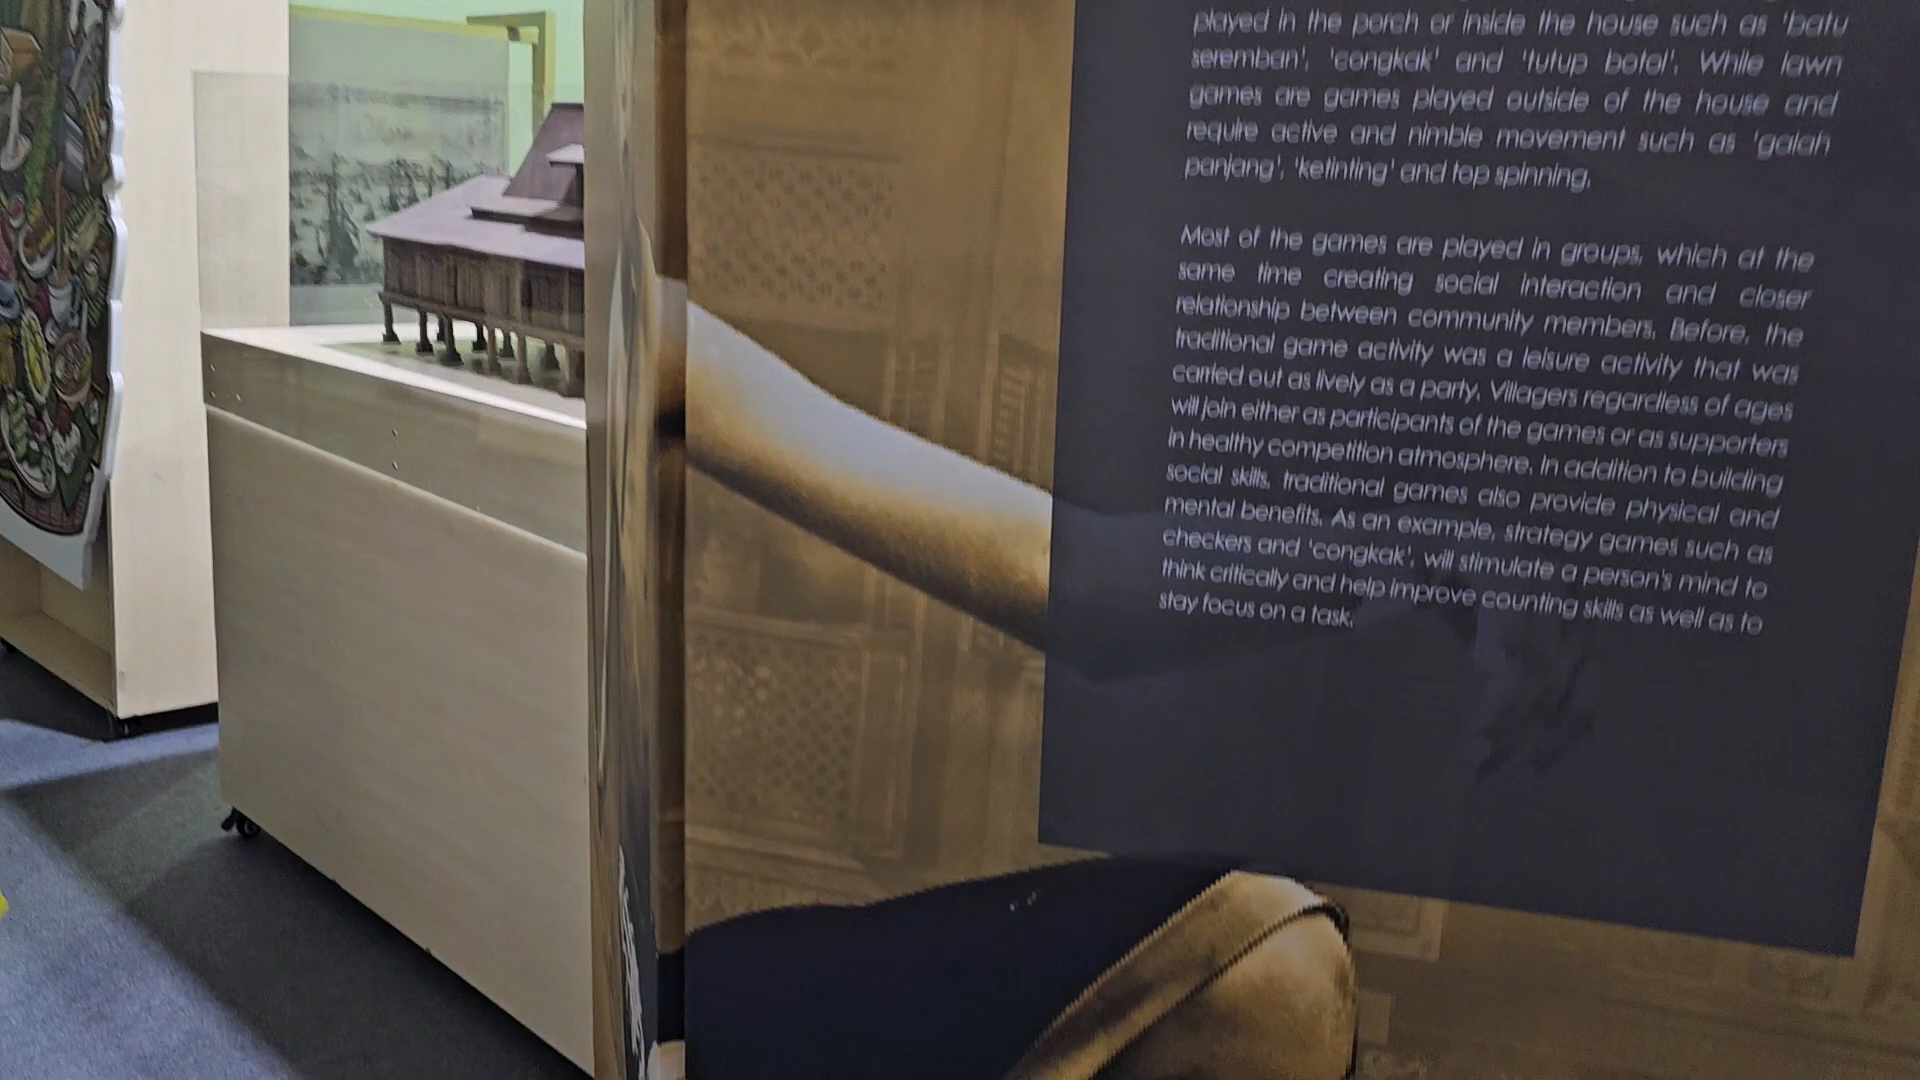 played in the porch or inside the house such as 'batu
seremban', 'congkak' and 'tutup botol'. While lawn
games are games played outside of the house and
require active and nimble movement such as 'galah
panjang', 'ketinting' and top spinning.
Most of the games are played in groups, which at the
same time creating social interaction and closer
relationship between community members. Before, the
traditional game activity was a leisure activity that was
carried out as lively as a party. Villagers regardless of ages
will join either as participants of the games or as supporters
in healthy competition atmosphere. In addition to building
social skills, traditional games also provide physical and
mental benefits. As an example, strategy games such as
checkers and 'congkak', will stimulate a person's mind to
think critically and help improve counting skills as well as to
stay focus on a task.